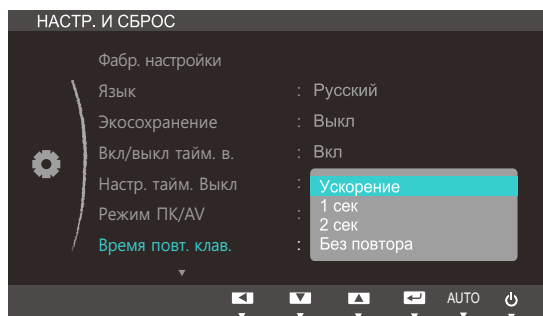 НАСТР. И СБРОС
Фабр. настройки
Язык : Русский
Экосохранение : Выкл
Вкл/выкл тайм. в. : Вкл
Настр. тайм. Выкл : Ускорение
1 сек
Режим ПК/AV : 2 сек
Время повт. клав. : Без повтора
AUTO